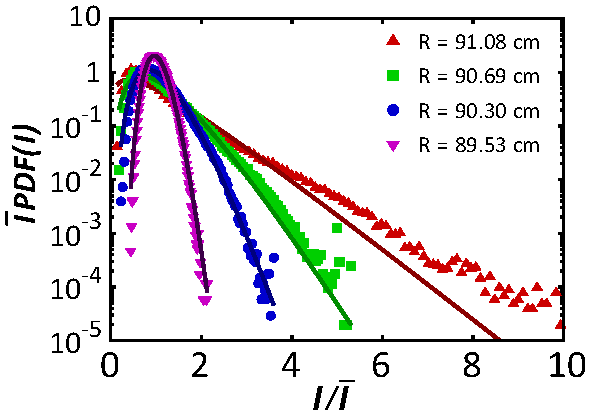 10
1
10⁻¹
10⁻²
10⁻³
10⁻⁴
10⁻⁵
ĪPDF(I)
R = 91.08 cm
R = 90.69 cm
R = 90.30 cm
R = 89.53 cm
0 2 4 6 8 10
I/Ī